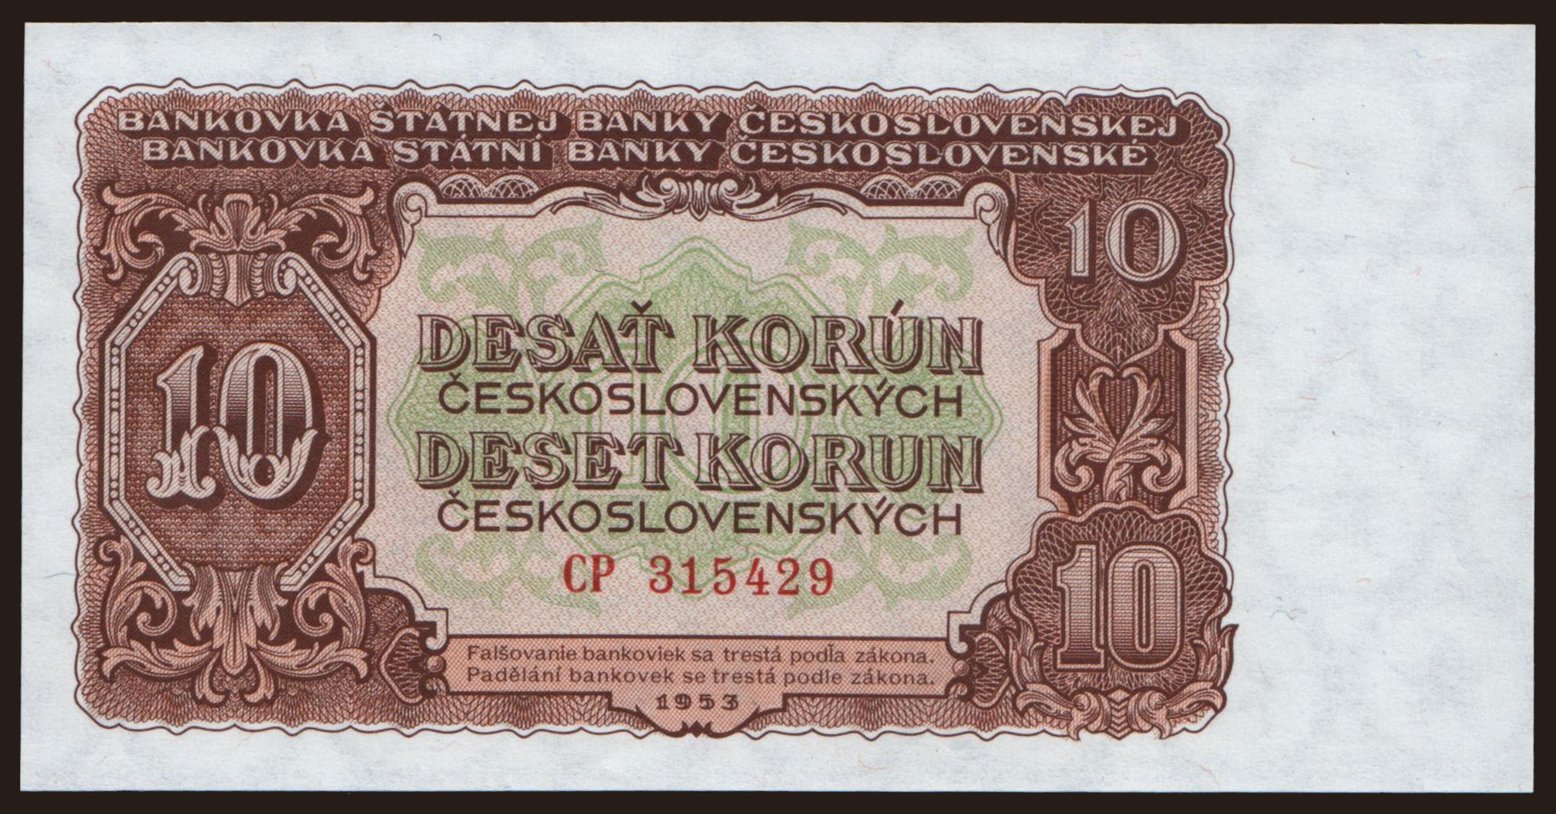 BANKOVKA ŠTÁTNEJ BANKY ČESKOSLOVENSKEJ
BANKOVKA STÁTNÍ BANKY ČESKOSLOVENSKÉ
10
10
DESAŤ KORÚN
ČESKOSLOVENSKÝCH
DESET KORUN
ČESKOSLOVENSKÝCH
CP 315429
10
Falšovanie bankoviek sa trestá podľa zákona.
Padělání bankovek se trestá podle zákona.
1953